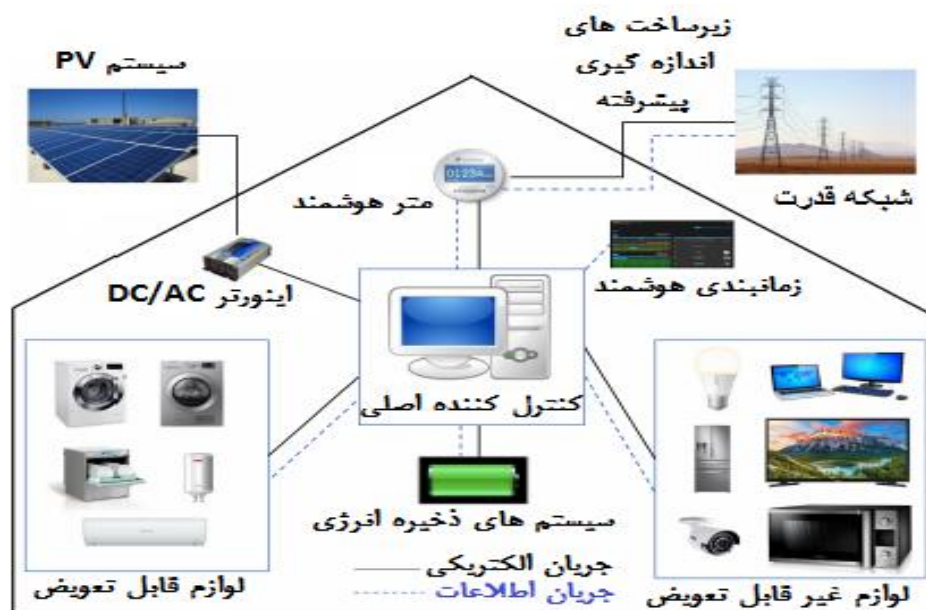 زیرساخت های
اندازه گیری
پیشرفته
سیستم PV
شبکه قدرت
متر هوشمند
زمانبندی هوشمند
اینورتر DC/AC
کنترل کننده اصلی
سیستم های ذخیره انرژی
لوازم قابل تعویض
لوازم غیر قابل تعویض
جریان الکتریکی
جریان اطلاعات